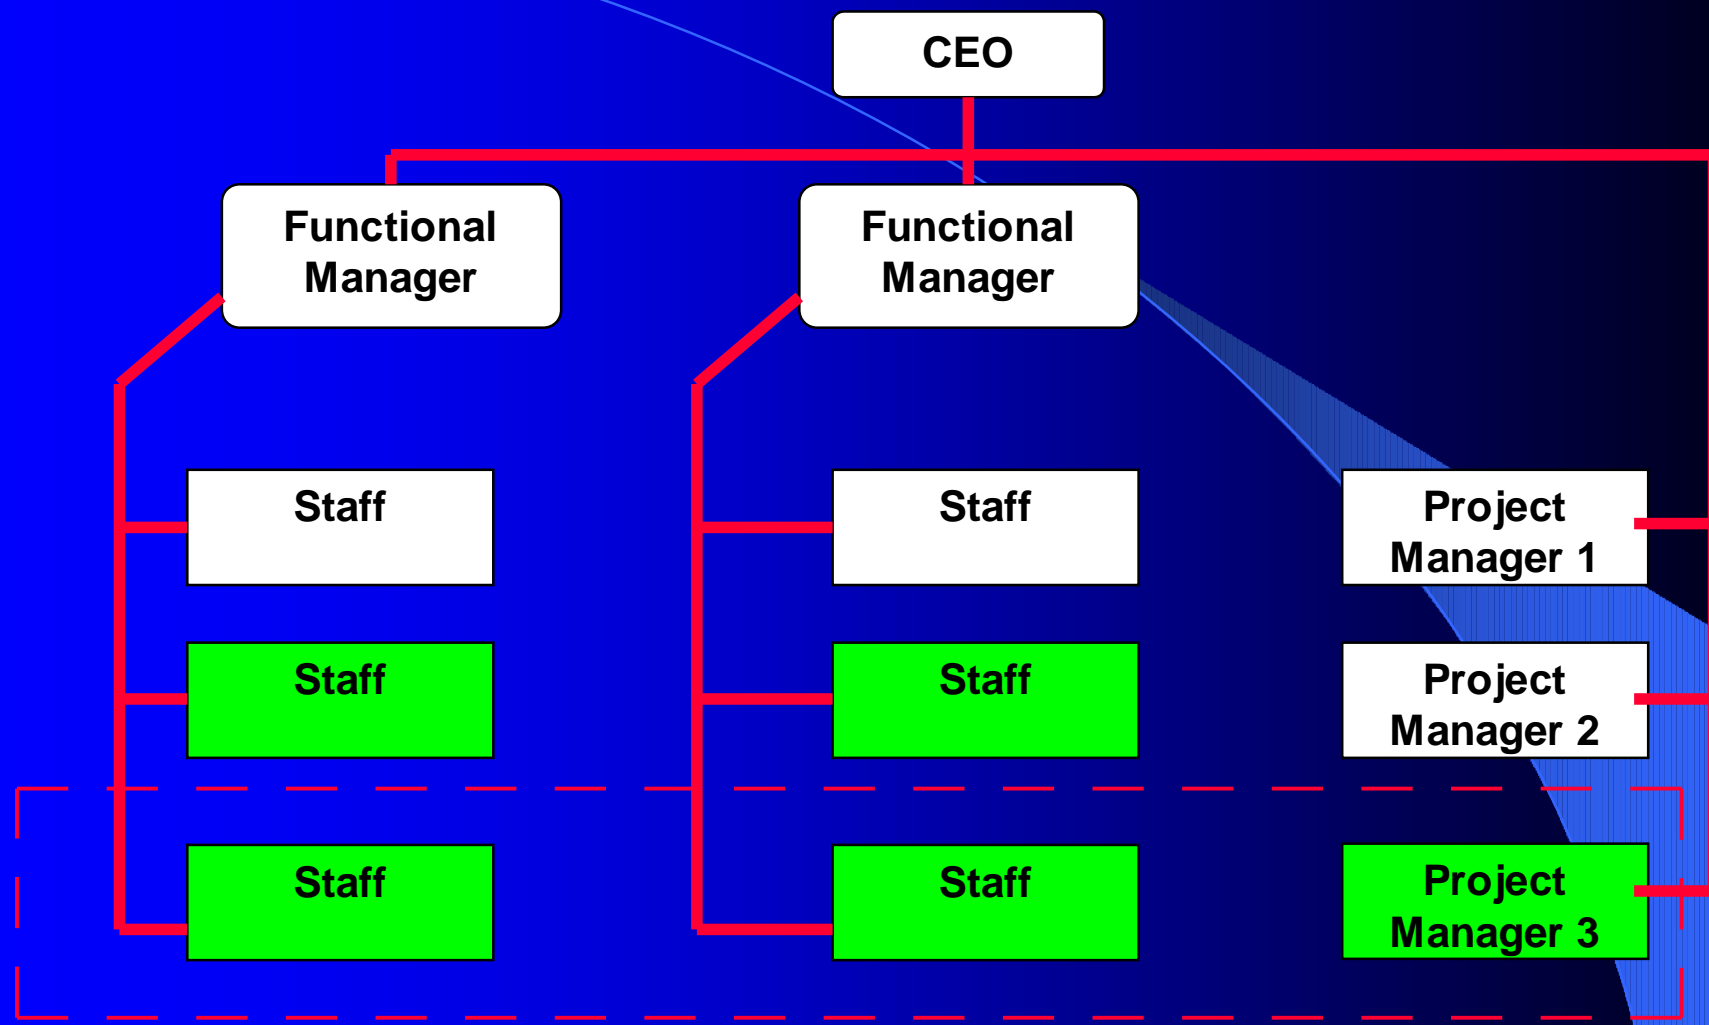 CEO
Functional
Manager
Functional
Manager
Staff
Staff
Project
Manager 1
Staff
Staff
Project
Manager 2
Staff
Staff
Project
Manager 3